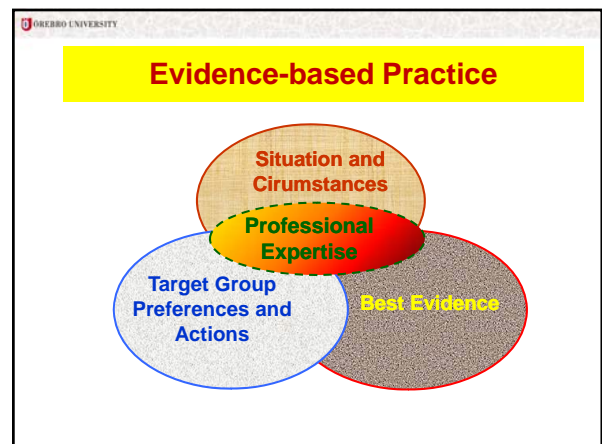 ÖREBRO UNIVERSITY
Evidence-based Practice
Situation and
Cirumstances
Professional
Expertise
Target Group
Preferences and
Actions
Best Evidence